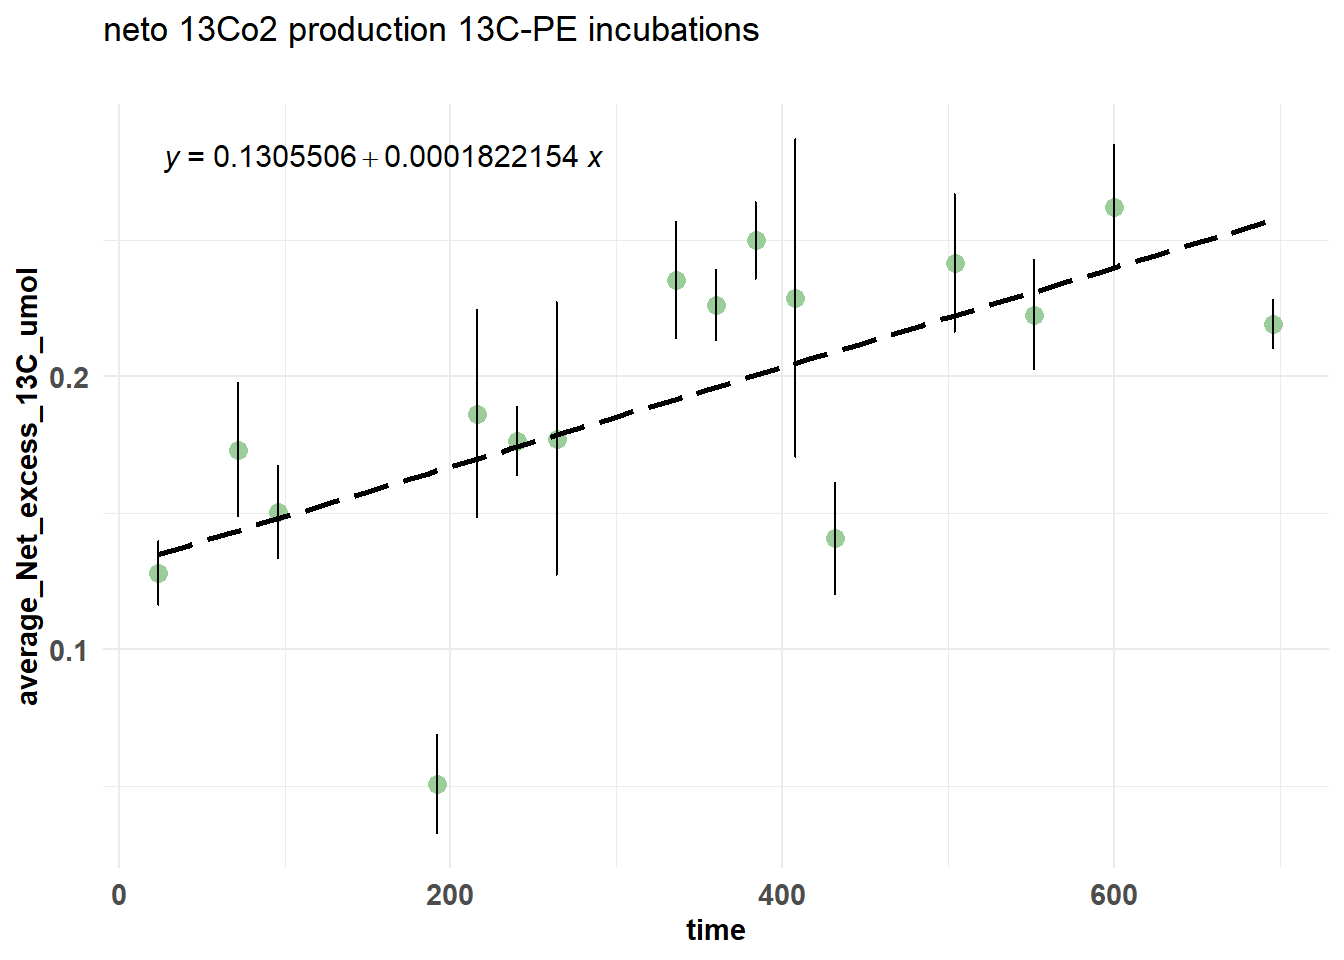 neto 13Co2 production 13C-PE incubations
y = 0.1305506 + 0.0001822154 x
average_Net_excess_13C_umol
0.2
0.1
0 200 400 600
time